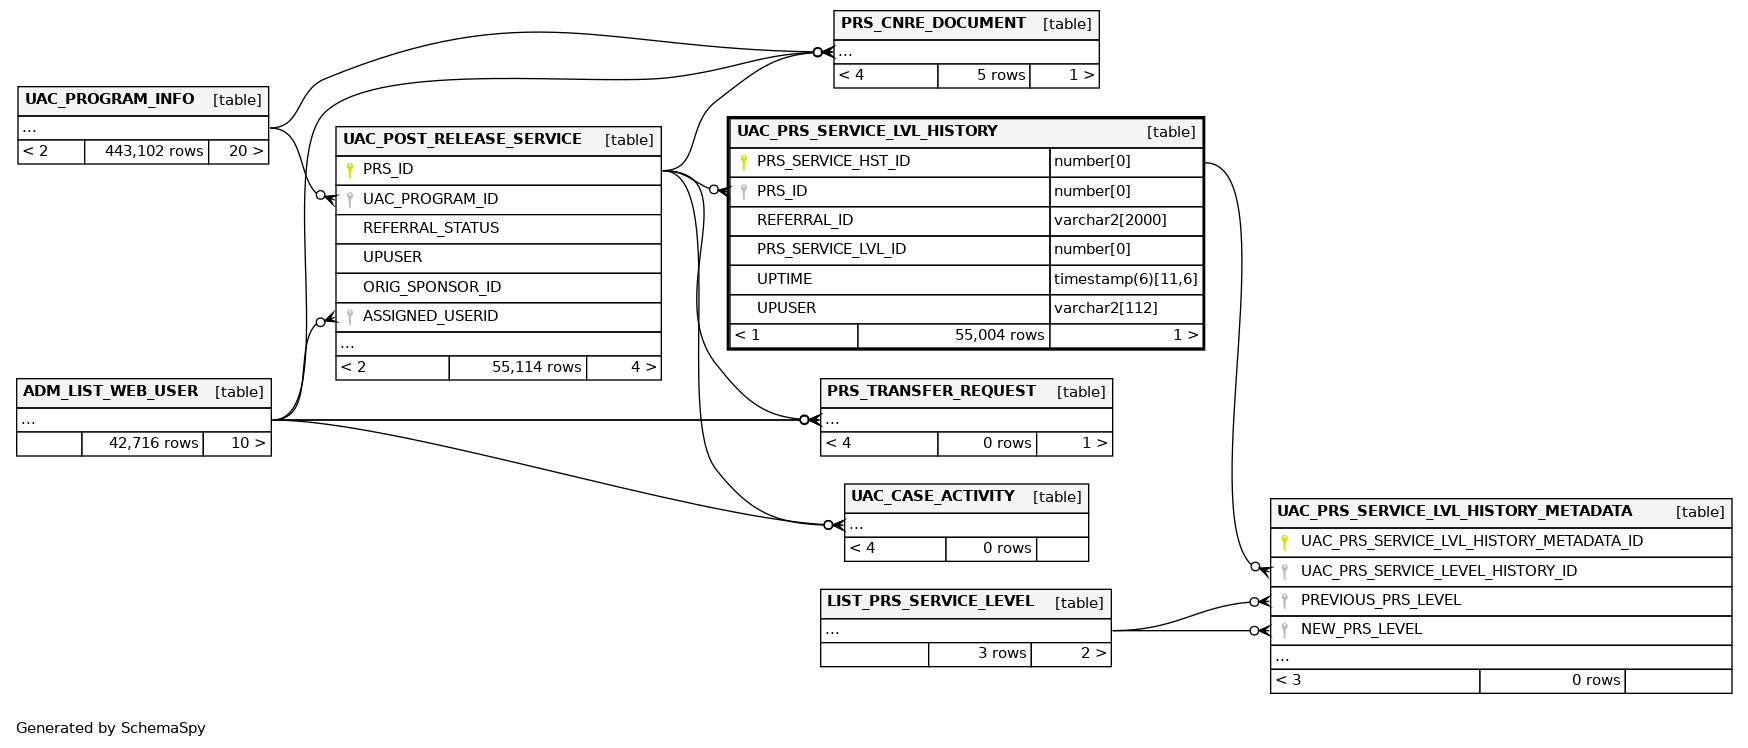 PRS_CNRE_DOCUMENT [table]
...
< 4 5 rows 1 >
UAC_PROGRAM_INFO [table]
...
< 2 443,102 rows 20 >
UAC_POST_RELEASE_SERVICE [table]
PRS_ID
UAC_PROGRAM_ID
REFERRAL_STATUS
UPUSER
ORIG_SPONSOR_ID
ASSIGNED_USERID
...
< 2 55,114 rows 4 >
UAC_PRS_SERVICE_LVL_HISTORY [table]
PRS_SERVICE_HST_ID number[0]
PRS_ID number[0]
REFERRAL_ID varchar2[2000]
PRS_SERVICE_LVL_ID number[0]
UPTIME timestamp(6)[11,6]
UPUSER varchar2[112]
< 1 55,004 rows 1 >
ADM_LIST_WEB_USER [table]
...
42,716 rows 10 >
PRS_TRANSFER_REQUEST [table]
...
< 4 0 rows 1 >
UAC_CASE_ACTIVITY [table]
...
< 4 0 rows
LIST_PRS_SERVICE_LEVEL [table]
...
3 rows 2 >
UAC_PRS_SERVICE_LVL_HISTORY_METADATA [table]
UAC_PRS_SERVICE_LVL_HISTORY_METADATA_ID
UAC_PRS_SERVICE_LEVEL_HISTORY_ID
PREVIOUS_PRS_LEVEL
NEW_PRS_LEVEL
...
< 3 0 rows
Generated by SchemaSpy